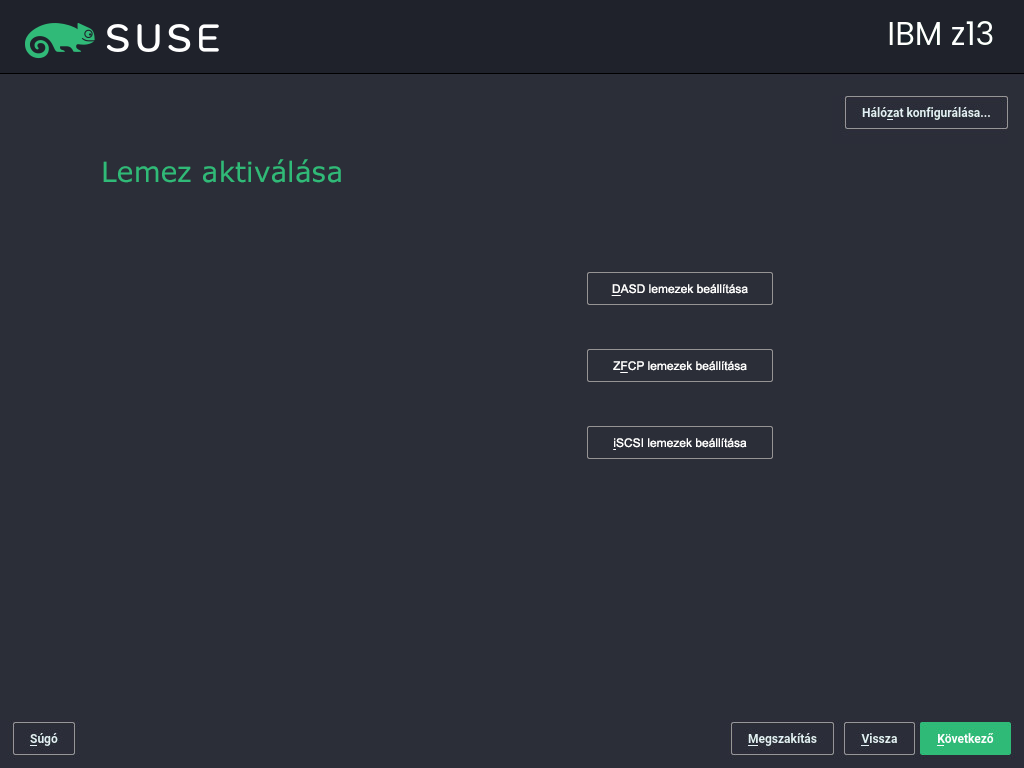 SUSE
IBM z13
Hálózat konfigurálása...
Lemez aktiválása
DASD lemezek beállítása
ZFCP lemezek beállítása
iSCSI lemezek beállítása
Súgó
Megszakítás
Vissza
Következő